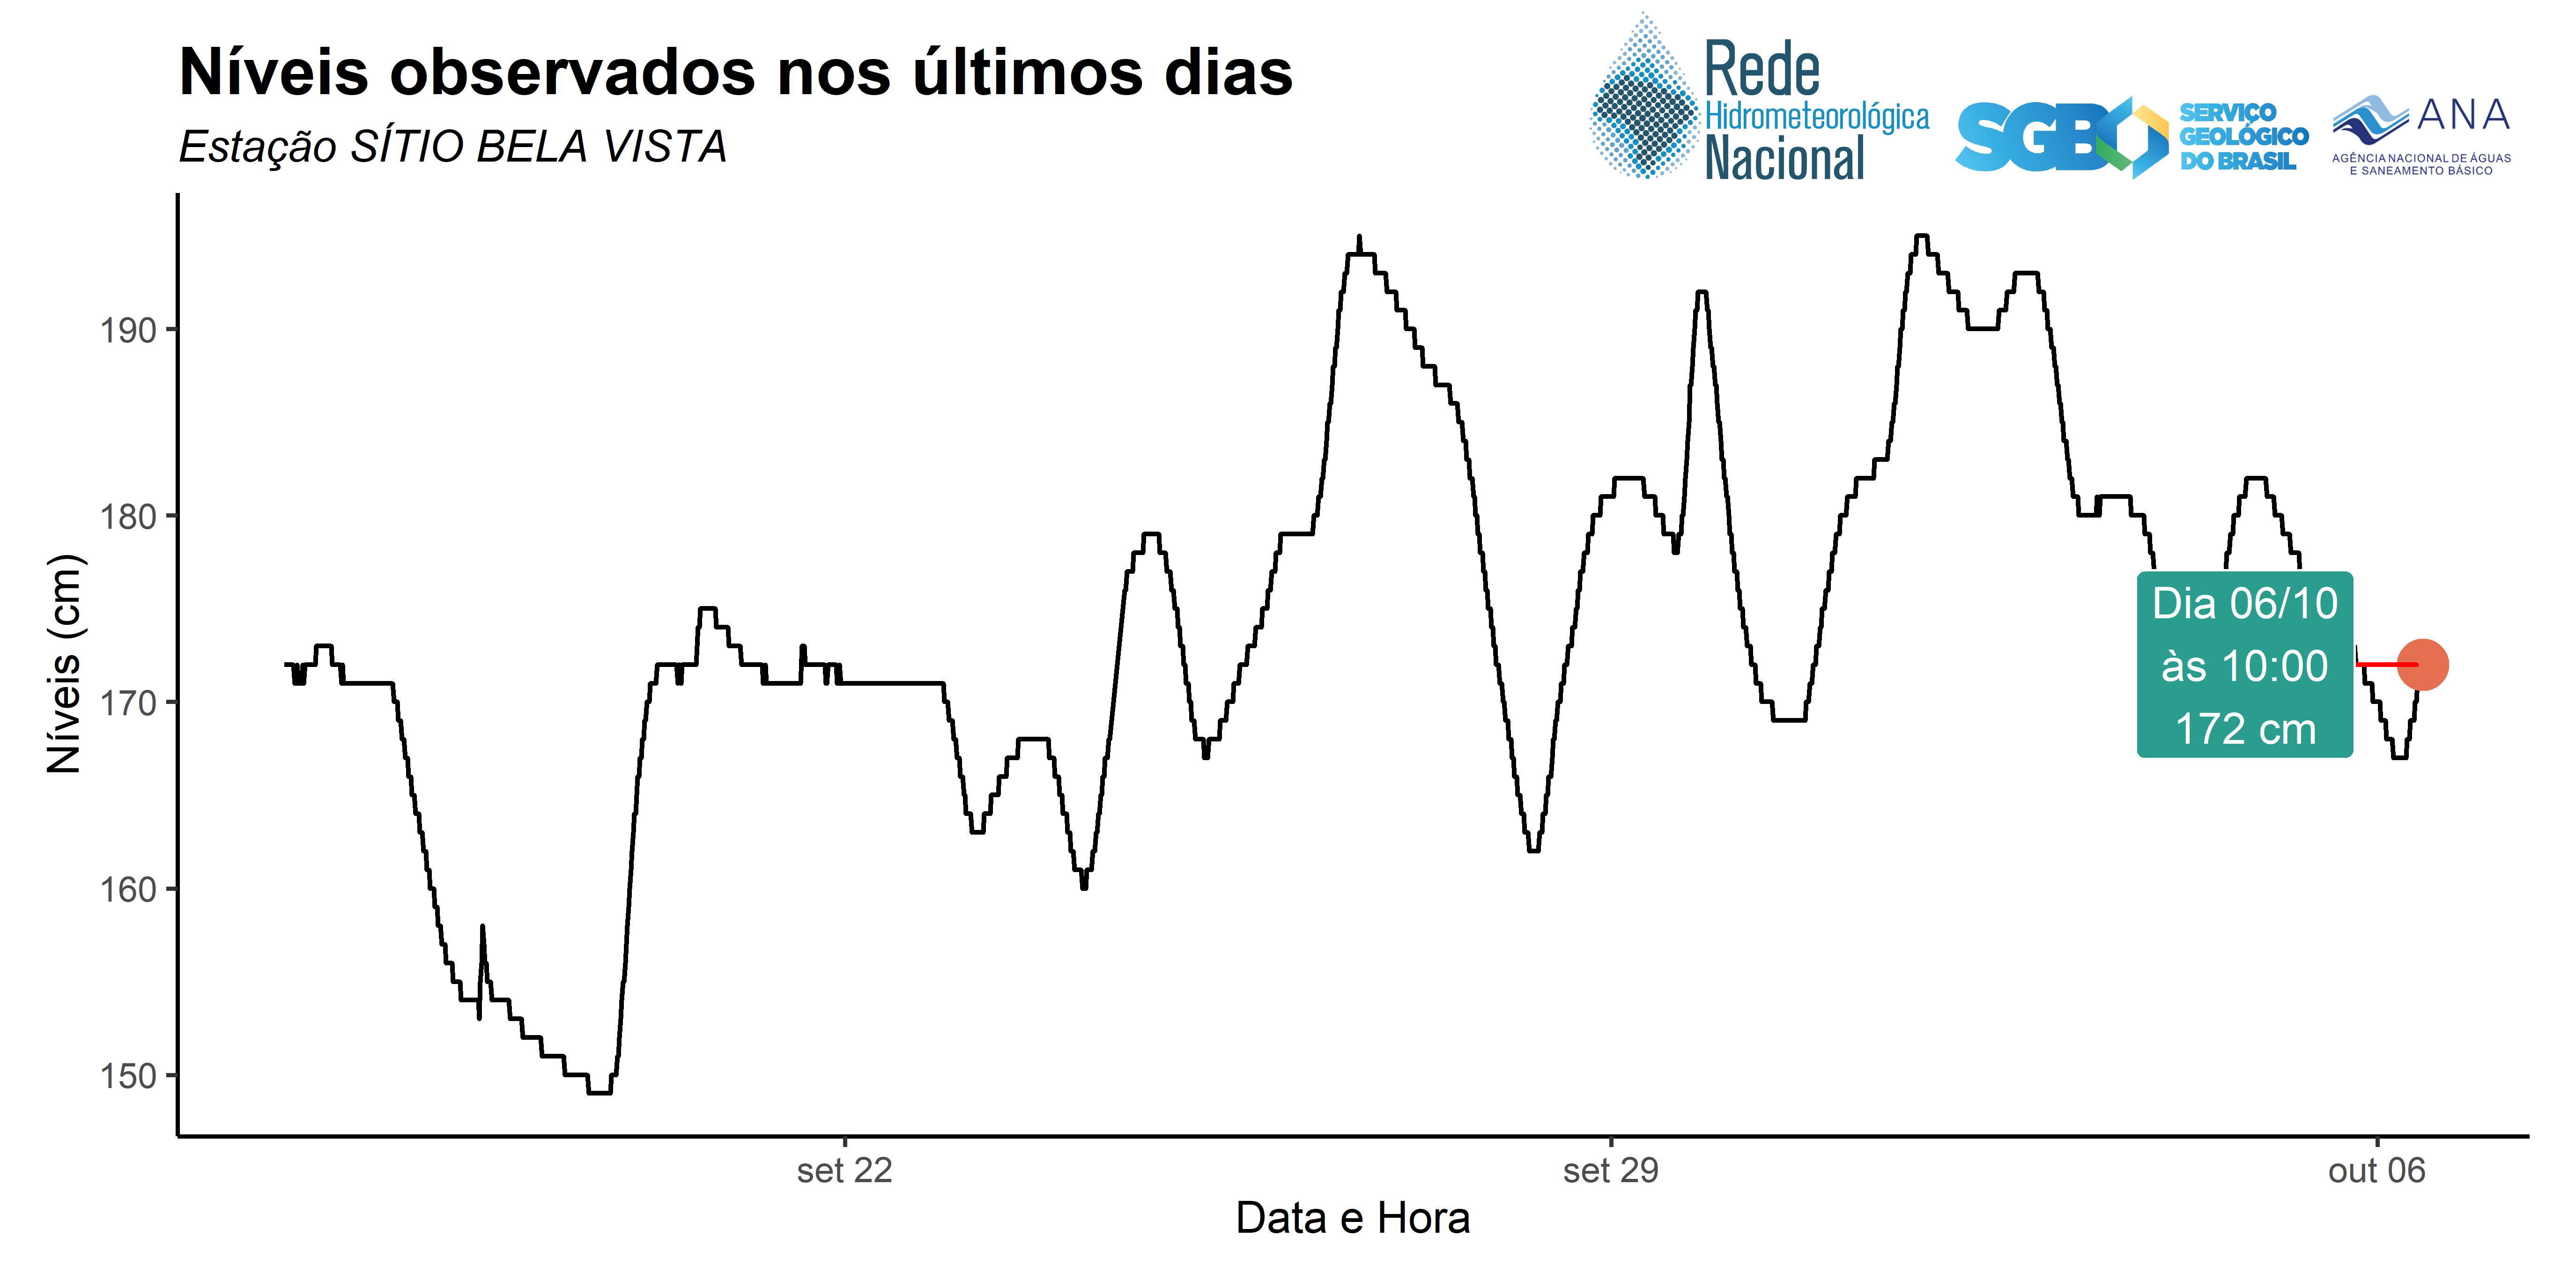 Níveis observados nos últimos dias
Estação SÍTIO BELA VISTA
Rede
Hidrometeorológica
Nacional
SGB
SERVIÇO
GEOLÓGICO
DO BRASIL
ANA
AGÊNCIA NACIONAL DE ÁGUAS
E SANEAMENTO BÁSICO
Níveis (cm)
190
180
170
160
150
Dia 06/10
às 10:00
172 cm
set 22
set 29
out 06
Data e Hora